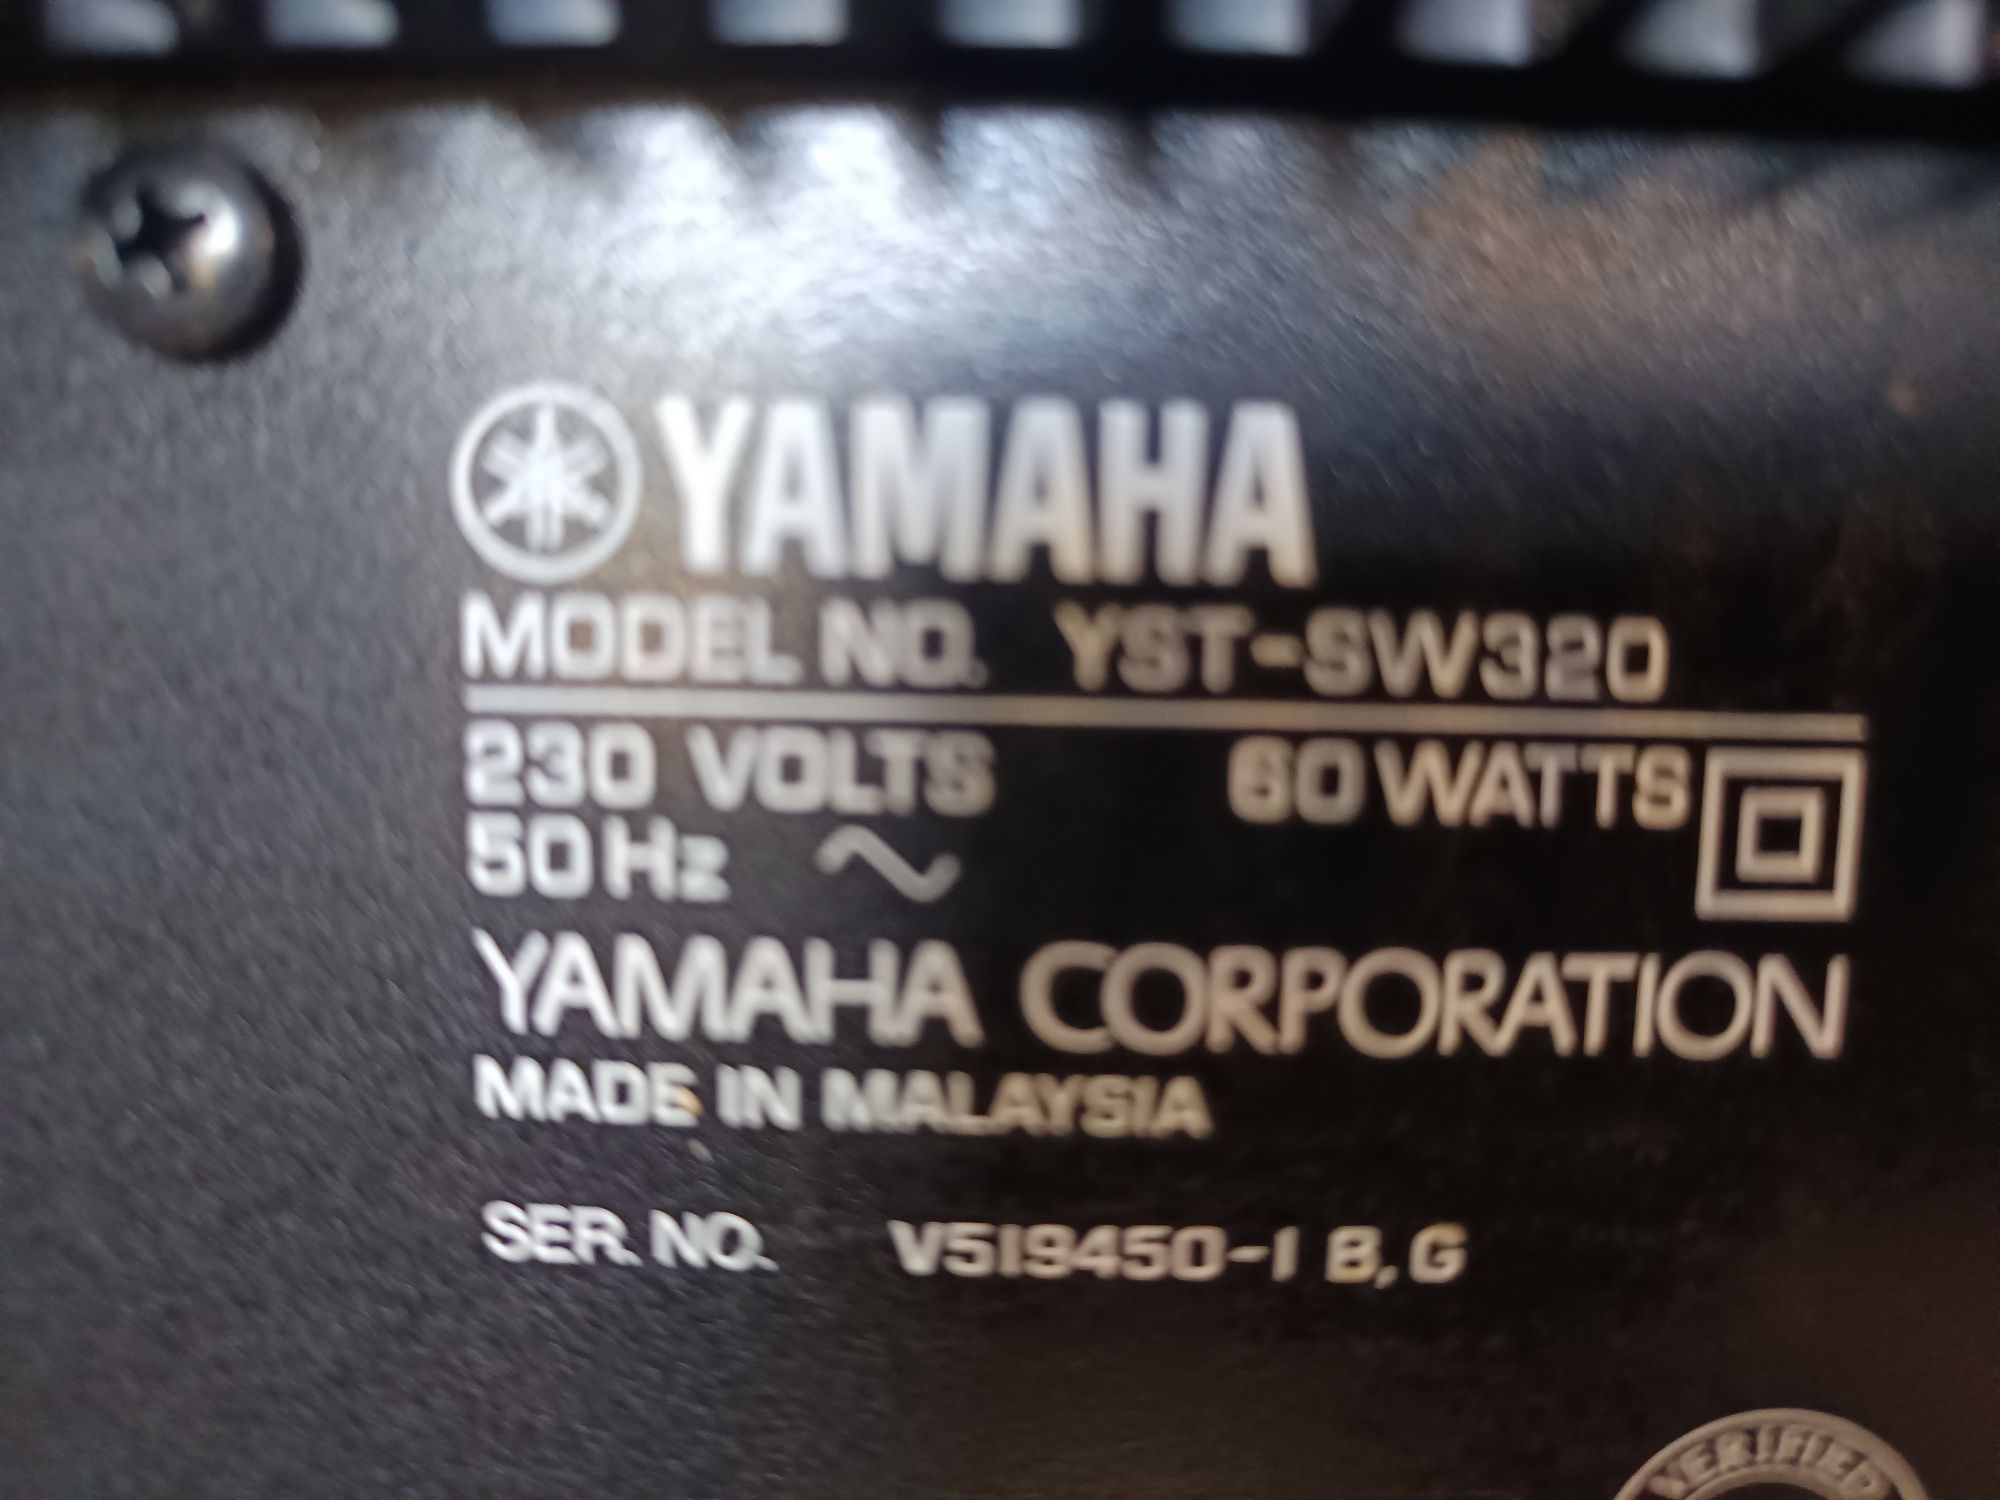 YAMAHA
MODEL NO. YST-SW320
230 VOLTS 60 WATTS
50 Hz ~
YAMAHA CORPORATION
MADE IN MALAYSIA
SER. NO. V519450-1 B,G
VERIFIED